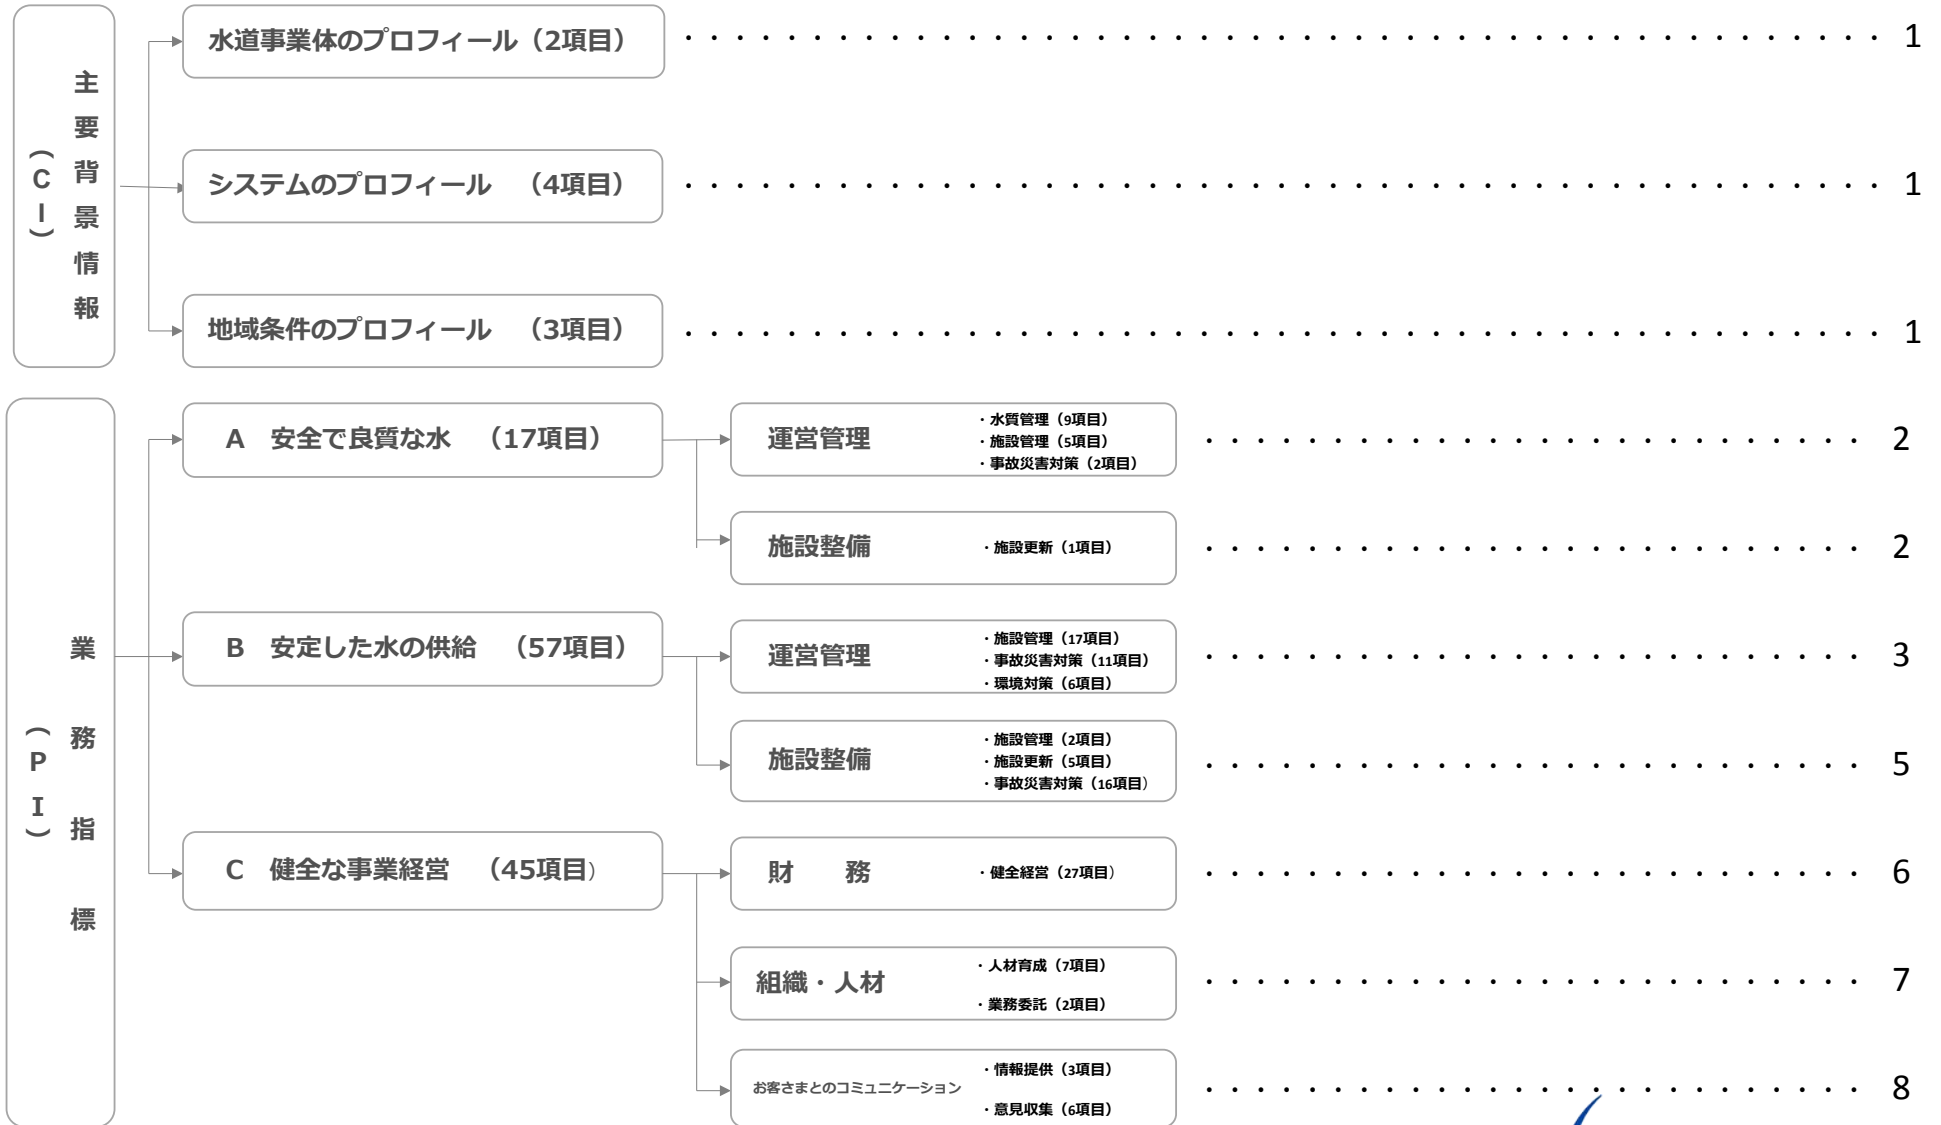 主要背景情報
(CI)
水道事業体のプロフィール（2項目） ・・・・・・・・・・・・・・・・・・・・ 1
システムのプロフィール　（4項目） ・・・・・・・・・・・・・・・・・・・・ 1
地域条件のプロフィール　（3項目） ・・・・・・・・・・・・・・・・・・・・ 1
業務指標
(PI)
A　安全で良質な水　（17項目）
運営管理
・水質管理（9項目）
・施設管理（5項目）
・事故災害対策（2項目）
・・・・・・・・・・・・・・・・・・・・ 2
施設整備
・施設更新（1項目）
・・・・・・・・・・・・・・・・・・・・ 2
B　安定した水の供給　（57項目）
運営管理
・施設管理（17項目）
・事故災害対策（11項目）
・環境対策（6項目）
・・・・・・・・・・・・・・・・・・・・ 3
施設整備
・施設管理（2項目）
・施設更新（5項目）
・事故災害対策（16項目）
・・・・・・・・・・・・・・・・・・・・ 5
C　健全な事業経営　（45項目）
財　務
・健全経営（27項目）
・・・・・・・・・・・・・・・・・・・・ 6
組織・人材
・人材育成（7項目）
・業務委託（2項目）
・・・・・・・・・・・・・・・・・・・・ 7
お客さまとのコミュニケーション
・情報提供（3項目）
・意見収集（6項目）
・・・・・・・・・・・・・・・・・・・・ 8